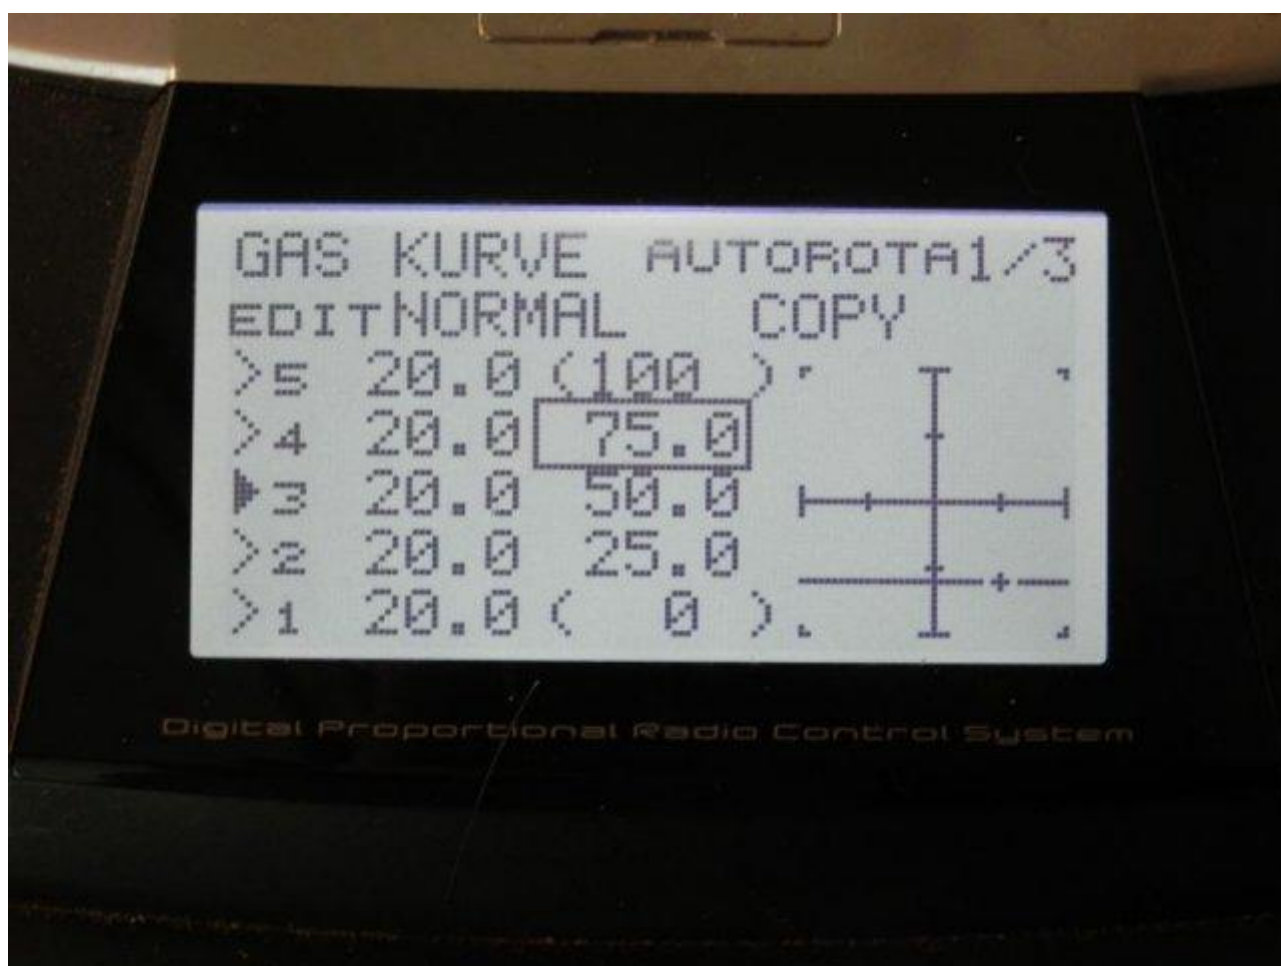 GAS KURVE AUTOROTA1/3
EDIT NORMAL COPY
>5 20.0 (100 )
>4 20.0 75.0
▶3 20.0 50.0
>2 20.0 25.0
>1 20.0 ( 0 )
Digital Proportional Radio Control System